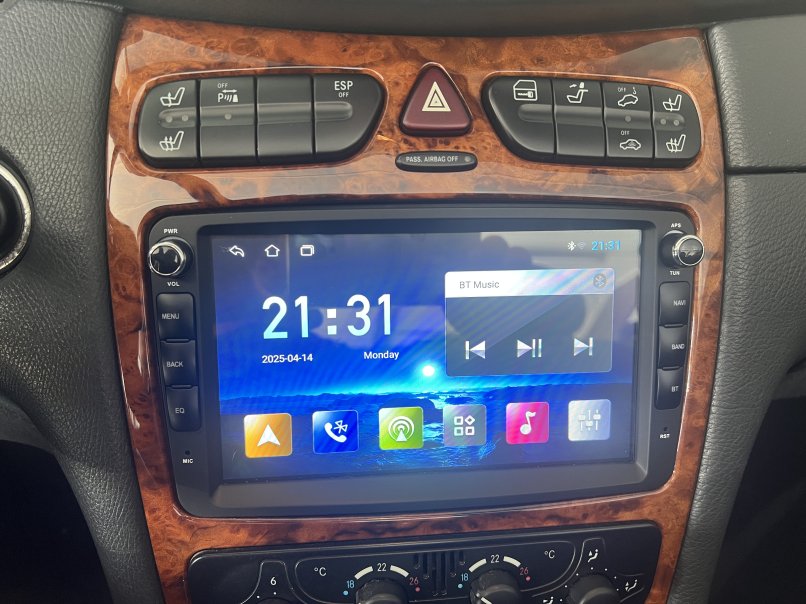 OFF
ESP
OFF
OFF
OFF
PASS. AIRBAG OFF
PWR
VOL
MENU
BACK
EQ
MIC
21:31
BT Music
21:31
2025-04-14
Monday
APS
TUN
NAVI
BAND
BT
RST
6
°C
18
22
26
18
22
26
°C